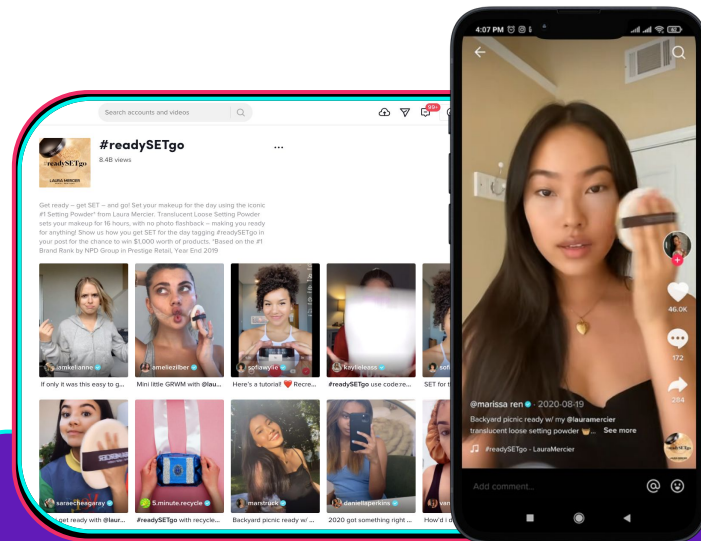 Search accounts and videos
99+
#readySETgo
...
8.4B views
readySETgo
LAURA MERCIER
Get ready – get SET – and go! Set your makeup for the day using the iconic
#1 Setting Powder* from Laura Mercier. Translucent Loose Setting Powder
sets your makeup for 16 hours, with no photo flashback – making you ready
for anything! Show us how you get SET for the day tagging #readySETgo in
your post for the chance to win $1,000 worth of products. *Based on the #1
Brand Rank by NPD Group in Prestige Retail, Year End 2019
iamkelianne
ameliezilber
sofiawylie
kaylieleass
sofi
If only it was this easy to g...
Mini little GRWM with @lau...
Here's a tutorial! ❤️ Recre...
#readySETgo use code:re...
SET for t
saracheagaray
5.minute.recycle
marstruck
daniellaperkins
van
get ready with @laur...
#readySETgo with recycle...
Backyard picnic ready w/ ...
2020 got something right ...
How'd i d
4:07 PM
46.0K
172
284
@marissa ren · 2020-08-19
Backyard picnic ready w/ my @lauramercier
translucent loose setting powder 🧺... See more
#readySETgo - LauraMercier
Add comment...